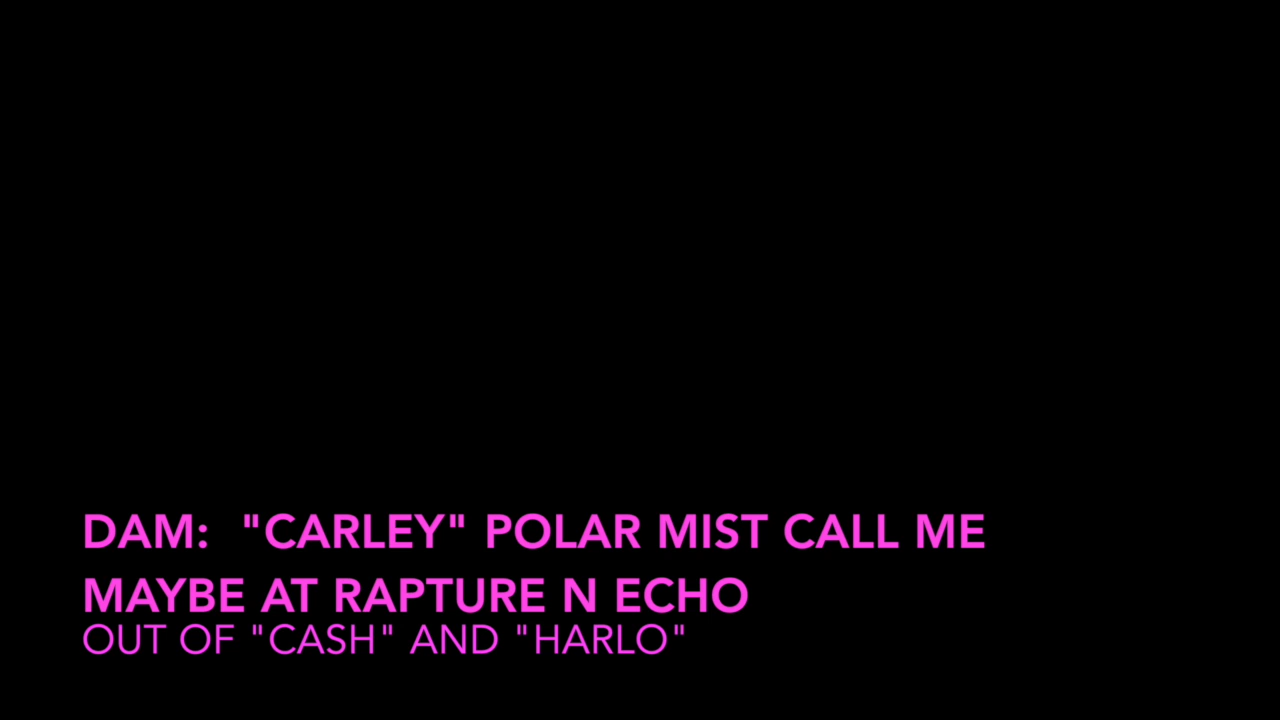 DAM:  "CARLEY" POLAR MIST CALL ME
MAYBE AT RAPTURE N ECHO
OUT OF "CASH" AND "HARLO"